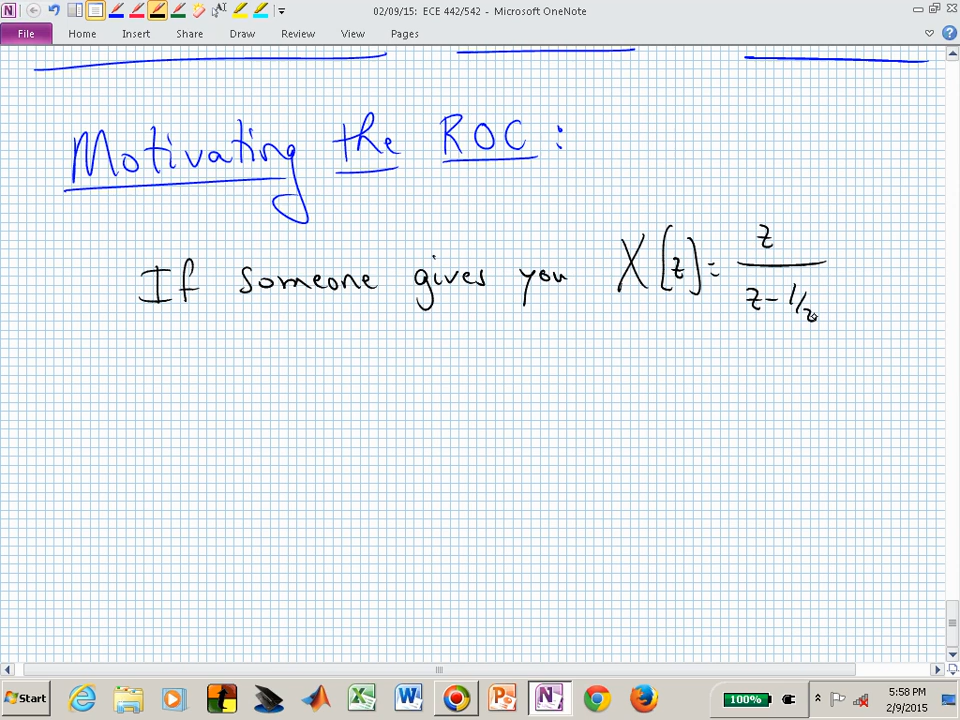 02/09/15: ECE 442/542 - Microsoft OneNote
File Home Insert Share Draw Review View Pages
Motivating the ROC :
If someone gives you X[z] = z / (z - 1/2)
Start
100%
5:58 PM
2/9/2015